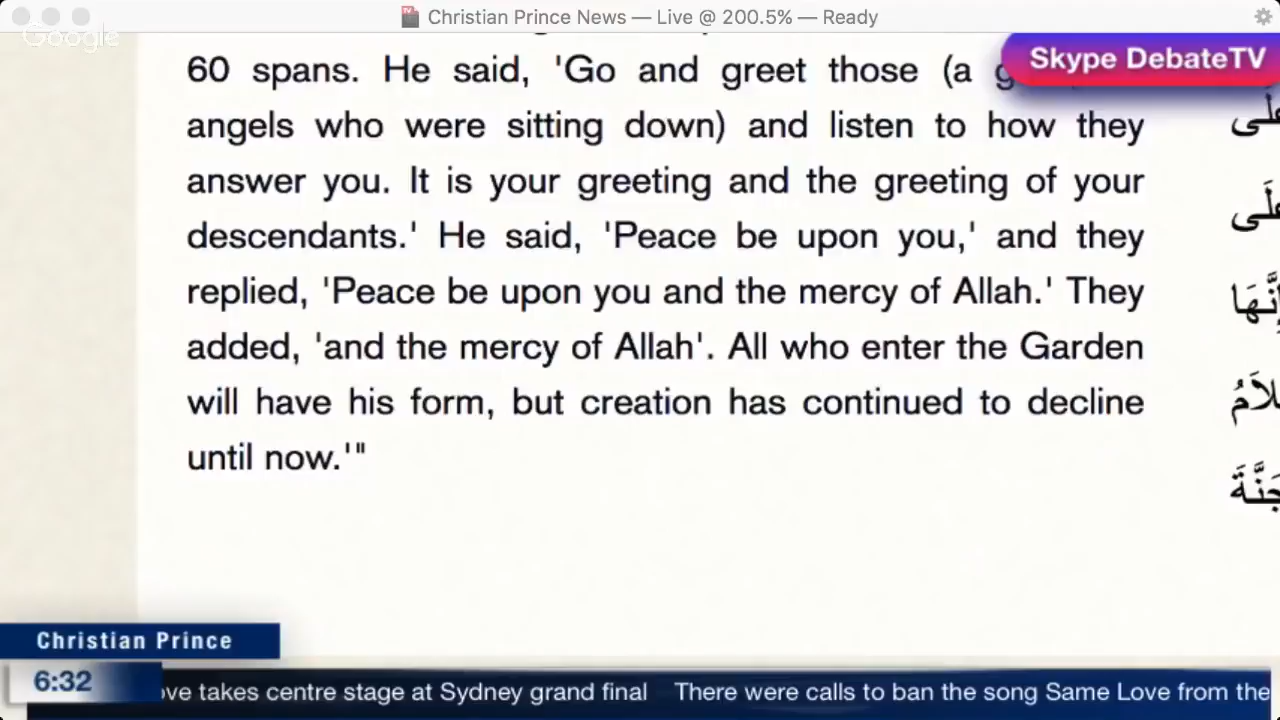 Christian Prince News — Live @ 200.5% — Ready
Google
Skype DebateTV
60 spans. He said, 'Go and greet those (a
angels who were sitting down) and listen to how they
answer you. It is your greeting and the greeting of your
descendants.' He said, 'Peace be upon you,' and they
replied, 'Peace be upon you and the mercy of Allah.' They
added, 'and the mercy of Allah'. All who enter the Garden
will have his form, but creation has continued to decline
until now.'"
Christian Prince
6:32
takes centre stage at Sydney grand final There were calls to ban the song Same Love from the